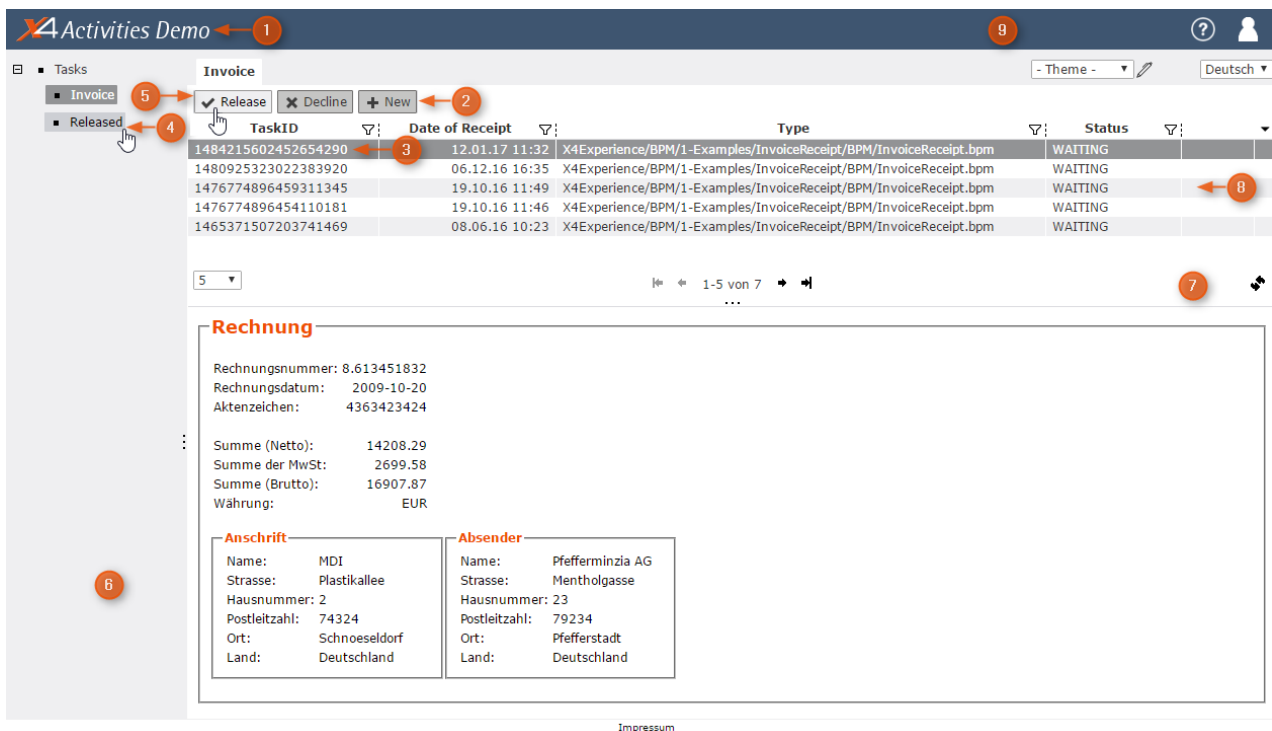 X4 Activities Demo 1 9 ?
Tasks
Invoice
Released
5
4
6
Invoice - Theme - Deutsch
Release Decline New 2
TaskID Date of Receipt Type Status
1484215602452654290 3 12.01.17 11:32 X4Experience/BPM/1-Examples/InvoiceReceipt/BPM/InvoiceReceipt.bpm WAITING
1480925323022383920 06.12.16 16:35 X4Experience/BPM/1-Examples/InvoiceReceipt/BPM/InvoiceReceipt.bpm WAITING
1476774896459311345 19.10.16 11:49 X4Experience/BPM/1-Examples/InvoiceReceipt/BPM/InvoiceReceipt.bpm WAITING 8
1476774896454110181 19.10.16 11:46 X4Experience/BPM/1-Examples/InvoiceReceipt/BPM/InvoiceReceipt.bpm WAITING
1465371507203741469 08.06.16 10:23 X4Experience/BPM/1-Examples/InvoiceReceipt/BPM/InvoiceReceipt.bpm WAITING
5 1-5 von 7 7
Rechnung
Rechnungsnummer: 8.613451832
Rechnungsdatum: 2009-10-20
Aktenzeichen: 4363423424
Summe (Netto): 14208.29
Summe der MwSt: 2699.58
Summe (Brutto): 16907.87
Währung: EUR
Anschrift
Name: MDI
Strasse: Plastikallee
Hausnummer: 2
Postleitzahl: 74324
Ort: Schnoeseldorf
Land: Deutschland
Absender
Name: Pfefferminzia AG
Strasse: Mentholgasse
Hausnummer: 23
Postleitzahl: 79234
Ort: Pfefferstadt
Land: Deutschland
Impressum